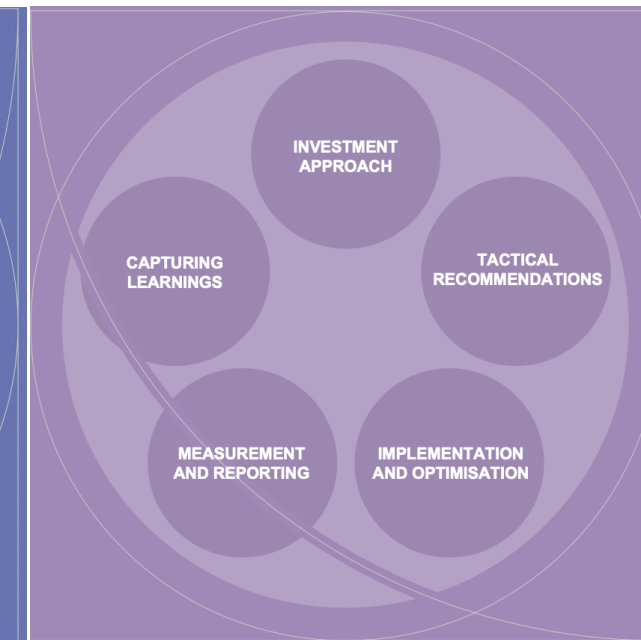 INVESTMENT
APPROACH
TACTICAL
RECOMMENDATIONS
IMPLEMENTATION
AND OPTIMISATION
MEASUREMENT
AND REPORTING
CAPTURING
LEARNINGS